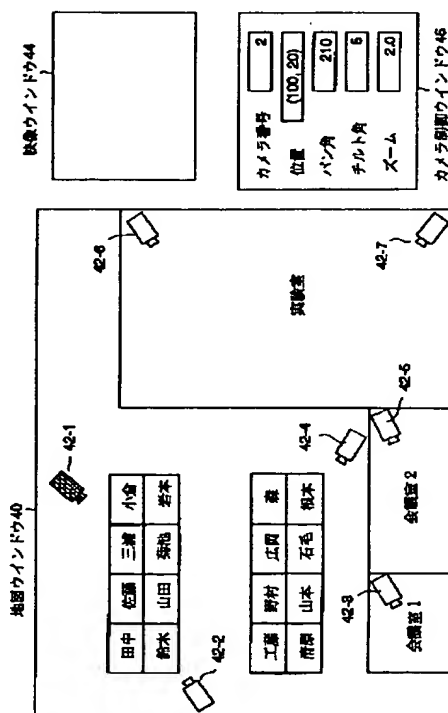 地図ウインドウ40
42-1
42-6
田中 佐藤 三浦 小倉
鈴木 山田 菊池 岩本
42-2
工藤 野村 広岡 森
清原 山本 石毛 根本
42-4
実験室
42-3
42-5
42-7
会議室1
会議室2
映像ウインドウ44
カメラ番号 2
位置 (100, 20)
パン角 210
チルト角 5
ズーム 2.0
カメラ制御ウインドウ46